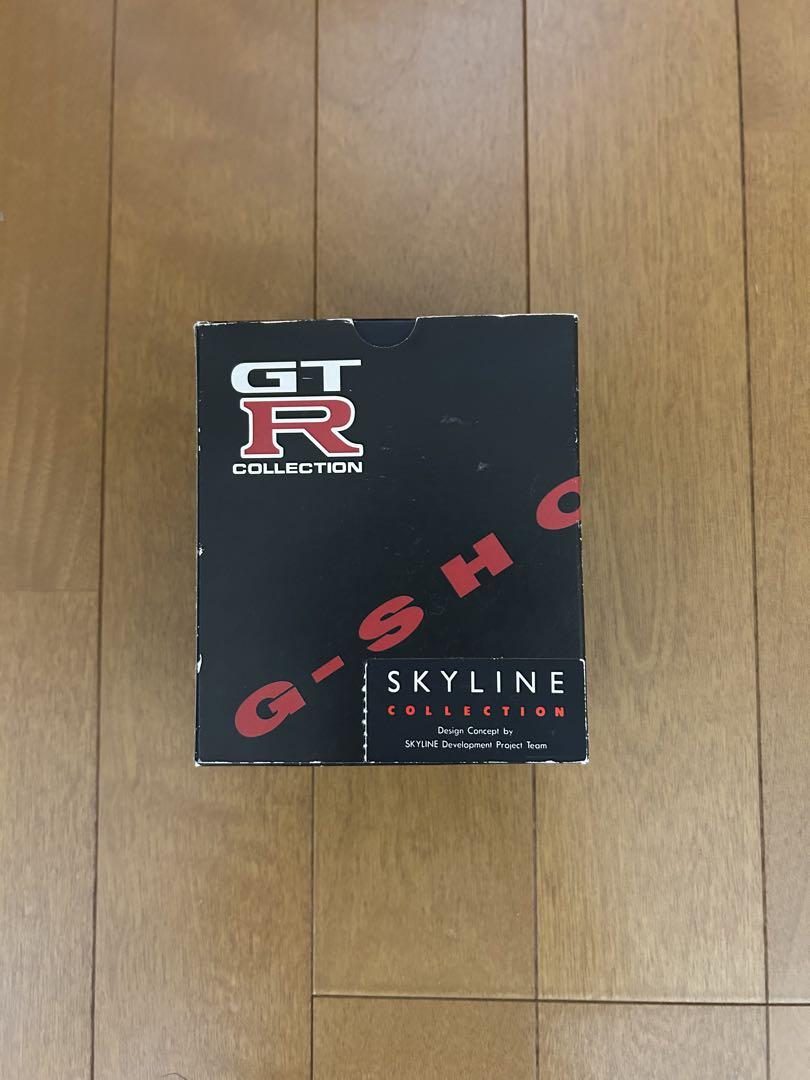 GT
R
COLLECTION
G-SHO
SKYLINE
COLLECTION
Design Concept by
SKYLINE Development Project Team